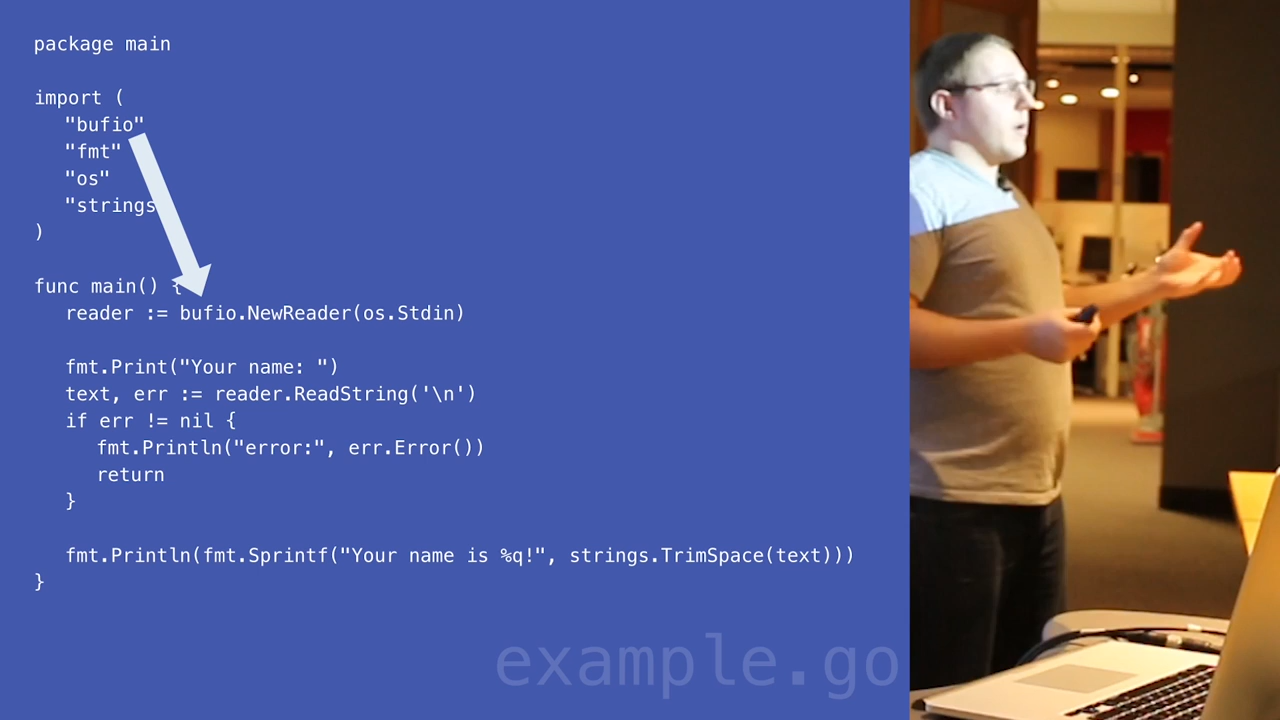 package main
import (
"bufio"
"fmt"
"os"
"strings
)
func main() {
reader := bufio.NewReader(os.Stdin)
fmt.Print("Your name: ")
text, err := reader.ReadString('\n')
if err != nil {
fmt.Println("error:", err.Error())
return
}
fmt.Println(fmt.Sprintf("Your name is %q!", strings.TrimSpace(text)))
}
example.go